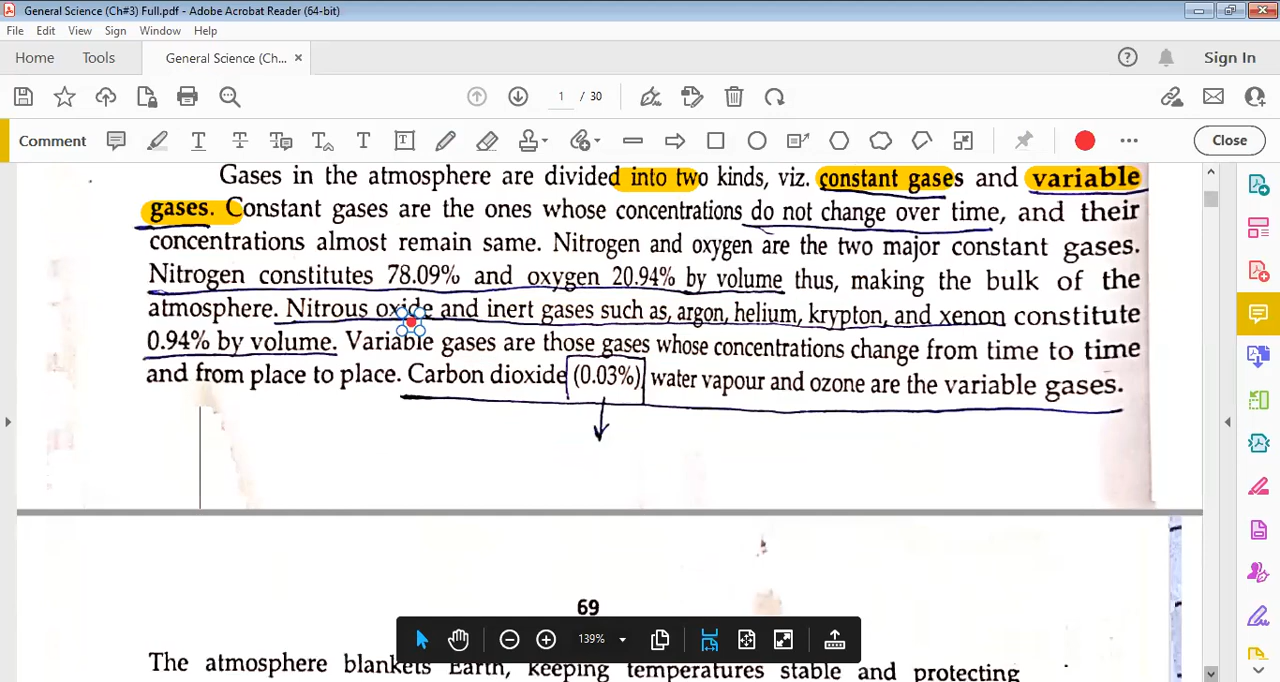 General Science (Ch#3) Full.pdf - Adobe Acrobat Reader (64-bit)
File Edit View Sign Window Help
Home Tools General Science (Ch... × Sign In
1 / 30
Comment Close
Gases in the atmosphere are divided into two kinds, viz. constant gases and variable
gases. Constant gases are the ones whose concentrations do not change over time, and their
concentrations almost remain same. Nitrogen and oxygen are the two major constant gases.
Nitrogen constitutes 78.09% and oxygen 20.94% by volume thus, making the bulk of the
atmosphere. Nitrous oxide and inert gases such as, argon, helium, krypton, and xenon constitute
0.94% by volume. Variable gases are those gases whose concentrations change from time to time
and from place to place. Carbon dioxide (0.03%) water vapour and ozone are the variable gases.
69
139%
The atmosphere blankets Earth, keeping temperatures stable and protecting